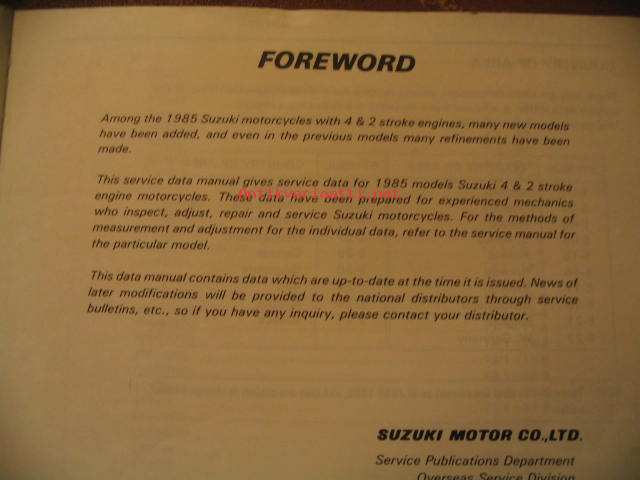 FOREWORD
Among the 1985 Suzuki motorcycles with 4 & 2 stroke engines, many new models
have been added, and even in the previous models many refinements have been
made.
This service data manual gives service data for 1985 models Suzuki 4 & 2 stroke
engine motorcycles. These data have been prepared for experienced mechanics
who inspect, adjust, repair and service Suzuki motorcycles. For the methods of
measurement and adjustment for the individual data, refer to the service manual for
the particular model.
This data manual contains data which are up-to-date at the time it is issued. News of
later modifications will be provided to the national distributors through service
bulletins, etc., so if you have any inquiry, please contact your distributor.
SUZUKI MOTOR CO.,LTD.
Service Publications Department
Overseas Service Division